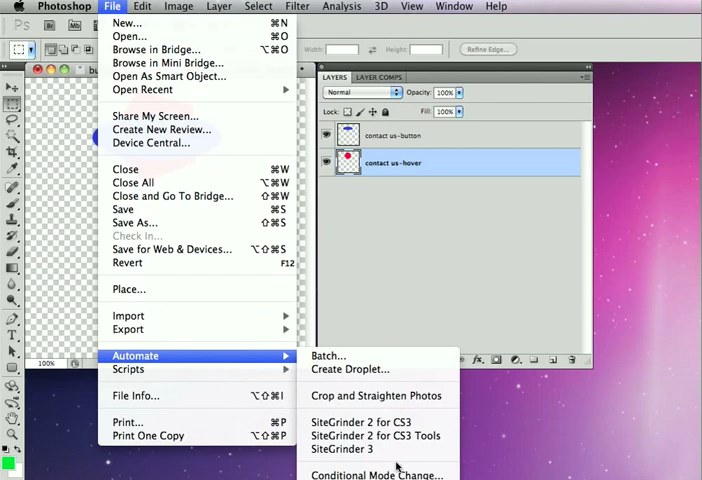 Photoshop File Edit Image Layer Select Filter Analysis 3D View Window Help
Ps Br Mb
Width: Height: Refine Edge...
New... ⌘N
Open... ⌘O
Browse in Bridge... ⌥⌘O
Browse in Mini Bridge...
Open As Smart Object...
Open Recent
Share My Screen...
Create New Review...
Device Central...
Close ⌘W
Close All ⌥⌘W
Close and Go To Bridge... ⇧⌘W
Save ⌘S
Save As... ⇧⌘S
Check In...
Save for Web & Devices... ⌥⇧⌘S
Revert F12
Place...
Import
Export
Automate
Scripts
File Info... ⌥⇧⌘I
Print... ⌘P
Print One Copy ⌥⇧⌘P
100%
LAYERS LAYER COMPS
Normal Opacity: 100%
Lock: Fill: 100%
contact us-button
contact us-hover
fx.
Batch...
Create Droplet...
Crop and Straighten Photos
SiteGrinder 2 for CS3
SiteGrinder 2 for CS3 Tools
SiteGrinder 3
Conditional Mode Change...